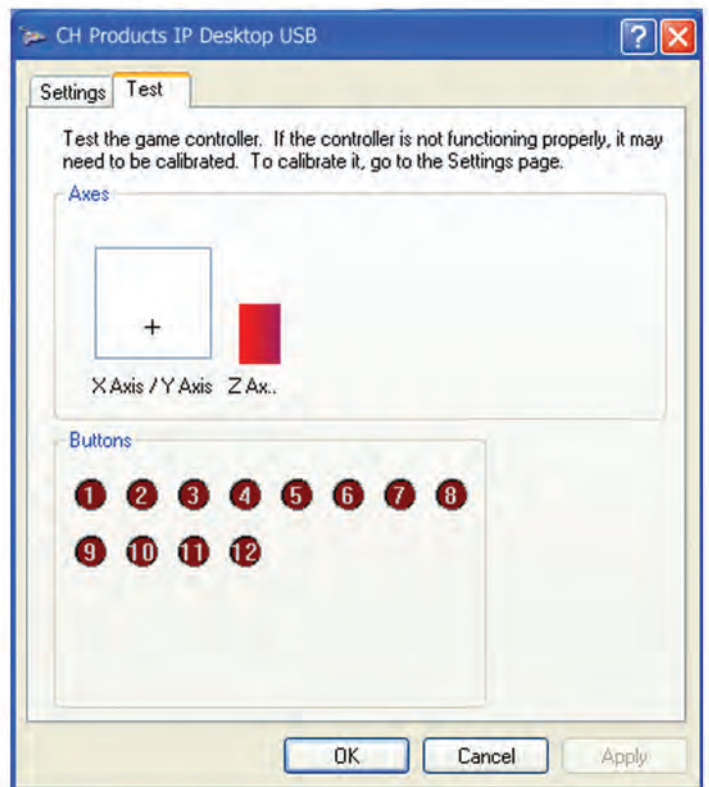 CH Products IP Desktop USB
Settings Test
Test the game controller. If the controller is not functioning properly, it may
need to be calibrated. To calibrate it, go to the Settings page.
Axes
X Axis / Y Axis Z Ax..
Buttons
1 2 3 4 5 6 7 8
9 10 11 12
OK Cancel Apply